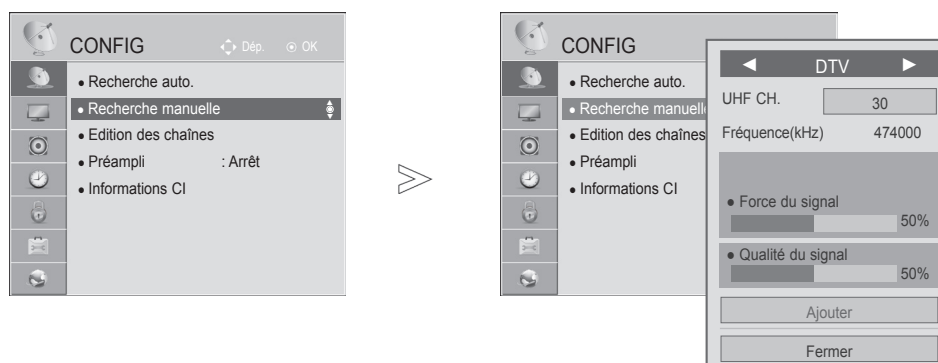 CONFIG Dép. OK
• Recherche auto.
• Recherche manuelle
• Edition des chaînes
• Préampli : Arrêt
• Informations CI
CONFIG
• Recherche auto.
• Recherche manuell
• Edition des chaînes
• Préampli
• Informations CI
◄ DTV ►
UHF CH. 30
Fréquence(kHz) 474000
• Force du signal
50%
• Qualité du signal
50%
Ajouter
Fermer